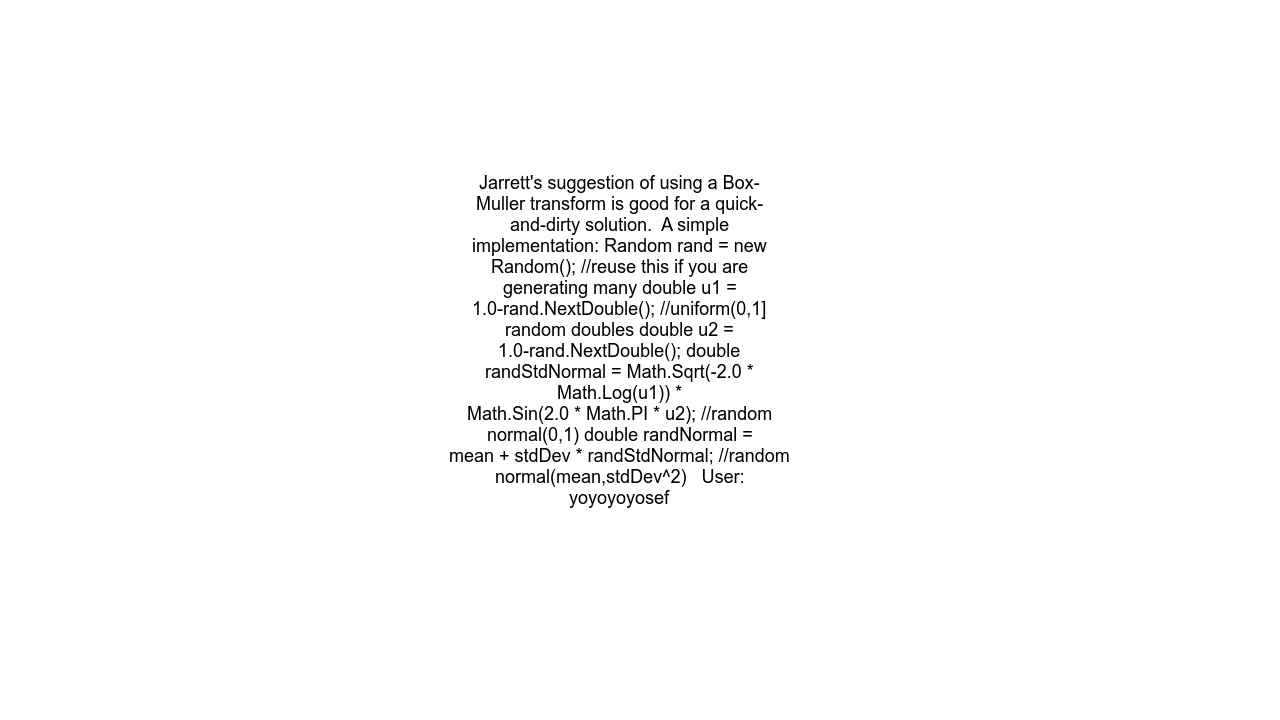 Jarrett's suggestion of using a Box-
Muller transform is good for a quick-
and-dirty solution.  A simple
implementation: Random rand = new
Random(); //reuse this if you are
generating many double u1 =
1.0-rand.NextDouble(); //uniform(0,1]
random doubles double u2 =
1.0-rand.NextDouble(); double
randStdNormal = Math.Sqrt(-2.0 *
Math.Log(u1)) *
Math.Sin(2.0 * Math.PI * u2); //random
normal(0,1) double randNormal =
mean + stdDev * randStdNormal; //random
normal(mean,stdDev^2)   User:
yoyoyoyosef